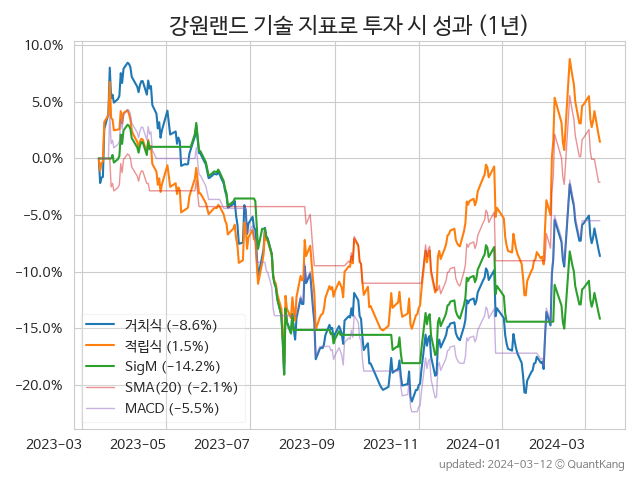 강원랜드 기술 지표로 투자 시 성과 (1년)
10.0%
5.0%
0.0%
−5.0%
−10.0%
−15.0%
−20.0%
거치식 (−8.6%)
적립식 (1.5%)
SigM (−14.2%)
SMA(20) (−2.1%)
MACD (−5.5%)
2023-03 2023-05 2023-07 2023-09 2023-11 2024-01 2024-03
updated: 2024-03-12 © QuantKang